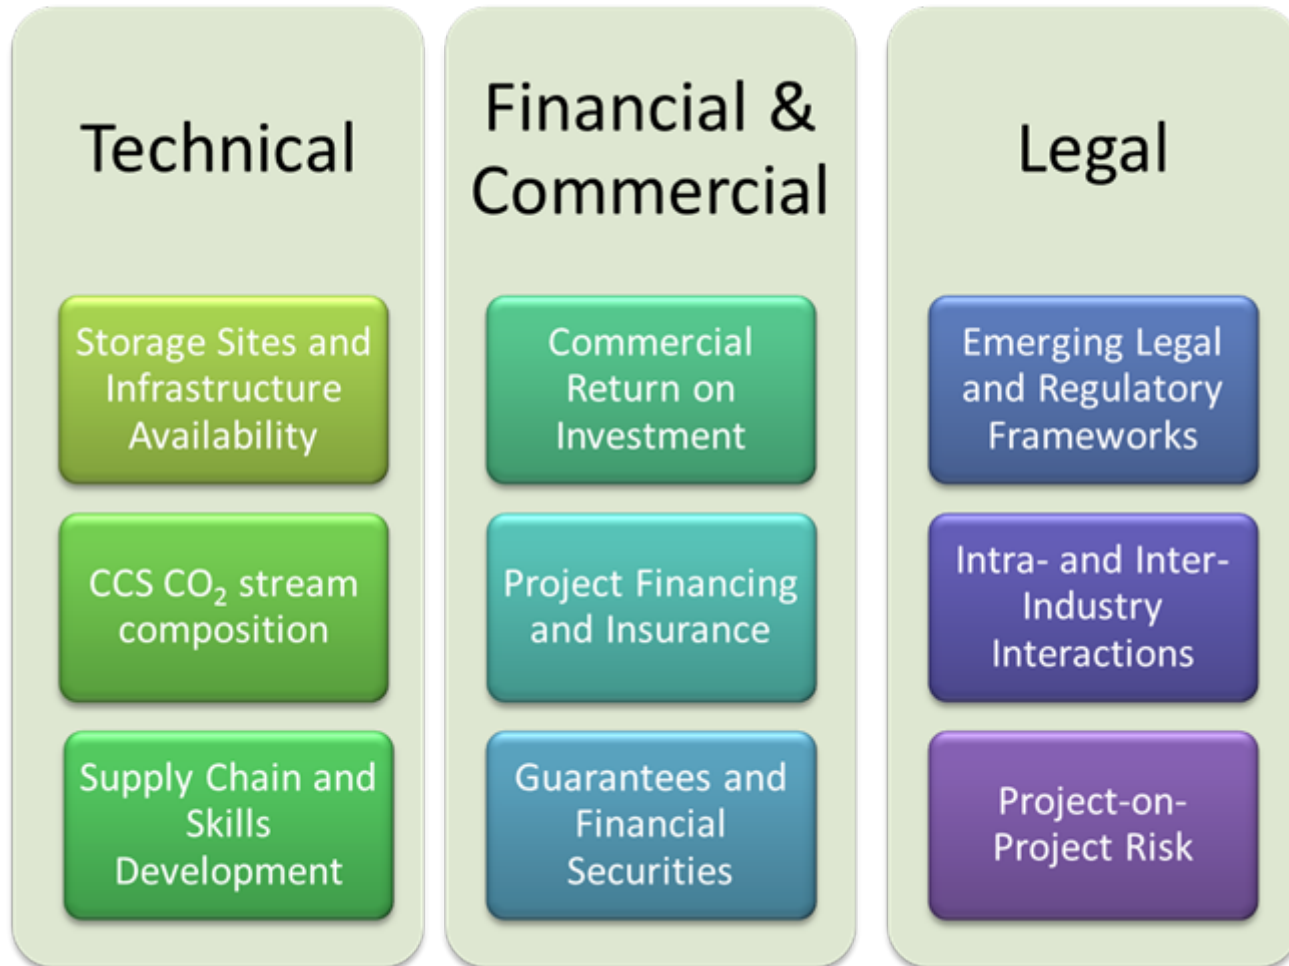 Technical
Storage Sites and
Infrastructure
Availability
CCS CO₂ stream
composition
Supply Chain and
Skills
Development
Financial &
Commercial
Commercial
Return on
Investment
Project Financing
and Insurance
Guarantees and
Financial
Securities
Legal
Emerging Legal
and Regulatory
Frameworks
Intra- and Inter-
Industry
Interactions
Project-on-
Project Risk